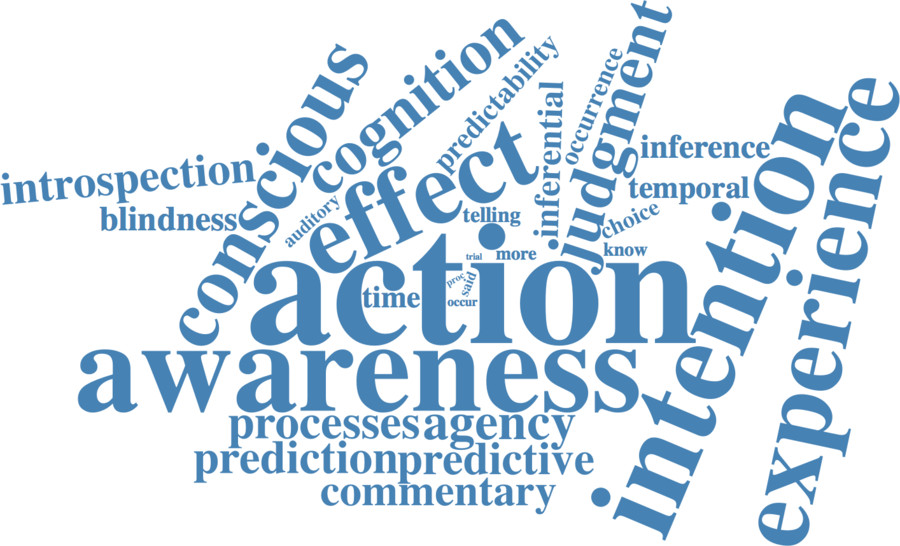 conscious
cognition
predictability
inferential
occurrence
judgment
introspection
blindness
auditory
effect
telling
choice
inference
temporal
know
trial
more
action
time
proc
said
occur
intention
experience
awareness
processes
agency
prediction
predictive
commentary